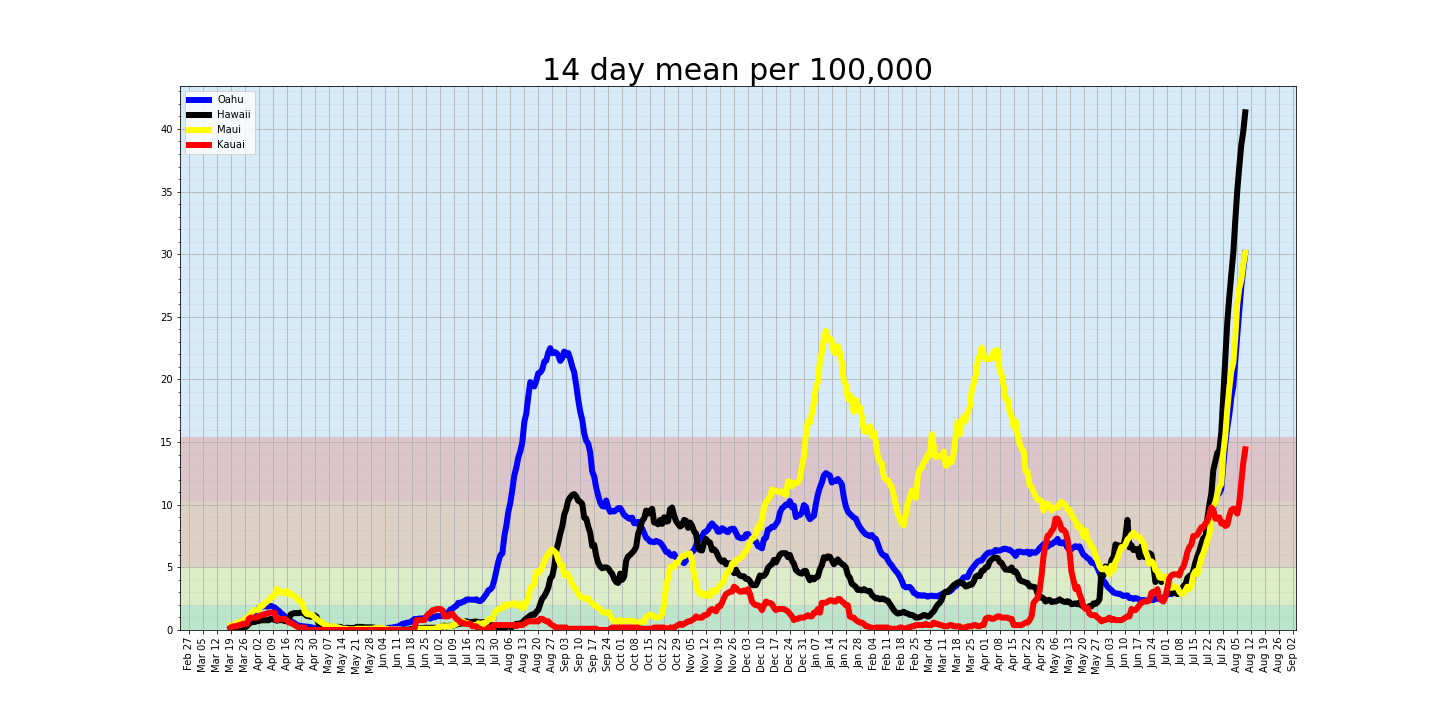 14 day mean per 100,000
Oahu
Hawaii
Maui
Kauai
40
35
30
25
20
15
10
5
0
Feb 27
Mar 05
Mar 12
Mar 19
Mar 26
Apr 02
Apr 09
Apr 16
Apr 23
Apr 30
May 07
May 14
May 21
May 28
Jun 04
Jun 11
Jun 18
Jun 25
Jul 02
Jul 09
Jul 16
Jul 23
Jul 30
Aug 06
Aug 13
Aug 20
Aug 27
Sep 03
Sep 10
Sep 17
Sep 24
Oct 01
Oct 08
Oct 15
Oct 22
Oct 29
Nov 05
Nov 12
Nov 19
Nov 26
Dec 03
Dec 10
Dec 17
Dec 24
Dec 31
Jan 07
Jan 14
Jan 21
Jan 28
Feb 04
Feb 11
Feb 18
Feb 25
Mar 04
Mar 11
Mar 18
Mar 25
Apr 01
Apr 08
Apr 15
Apr 22
Apr 29
May 06
May 13
May 20
May 27
Jun 03
Jun 10
Jun 17
Jun 24
Jul 01
Jul 08
Jul 15
Jul 22
Jul 29
Aug 05
Aug 12
Aug 19
Aug 26
Sep 02